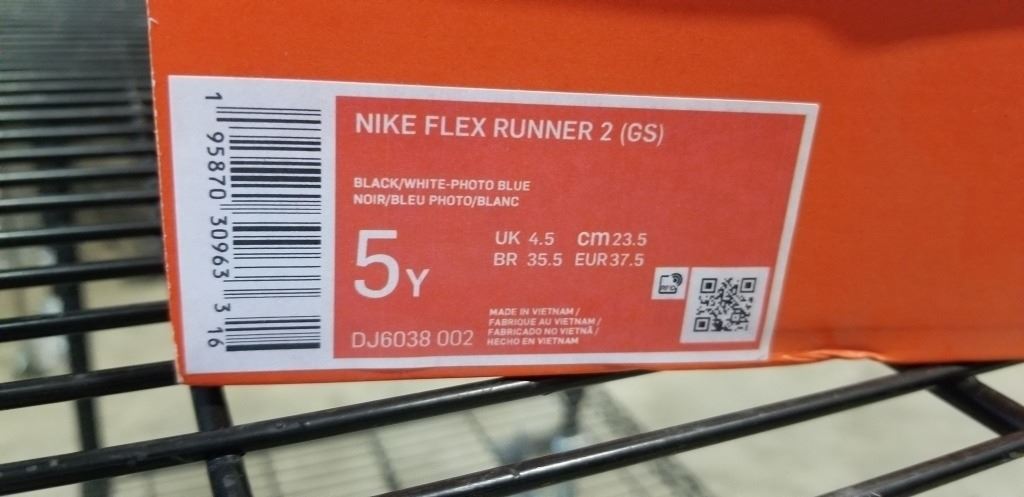 NIKE FLEX RUNNER 2 (GS)
BLACK/WHITE-PHOTO BLUE
NOIR/BLEU PHOTO/BLANC
5Y
UK 4.5 cm 23.5
BR 35.5 EUR 37.5
RFID
DJ6038 002
MADE IN VIETNAM /
FABRIQUE AU VIETNAM /
FABRICADO NO VIETNÃ /
HECHO EN VIETNAM
1 95870 30963 3 16